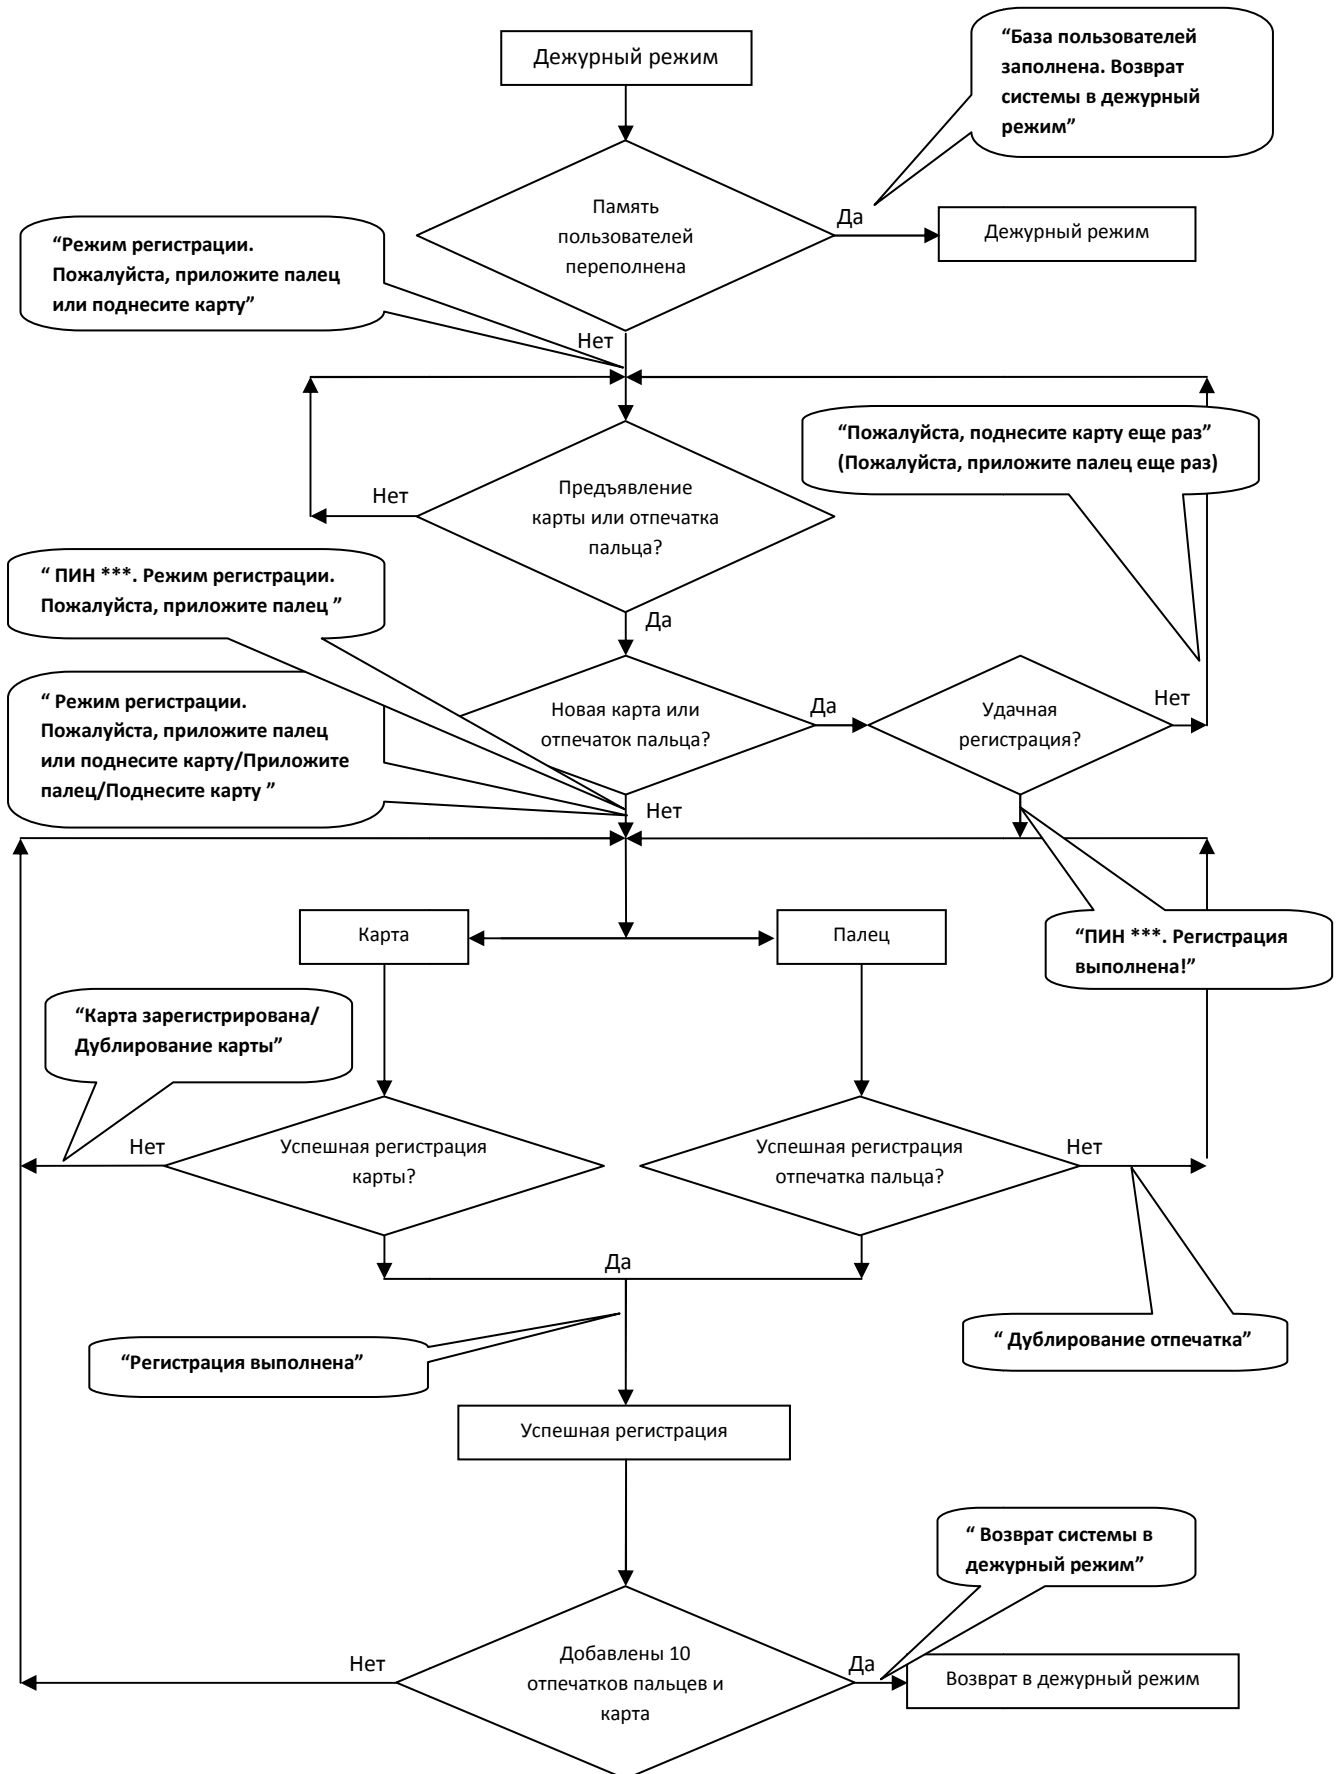 Дежурный режим
“База пользователей
заполнена. Возврат
системы в дежурный
режим”
Память
пользователей
переполнена
Да
Дежурный режим
“Режим регистрации.
Пожалуйста, приложите палец
или поднесите карту”
Нет
“Пожалуйста, поднесите карту еще раз”
(Пожалуйста, приложите палец еще раз)
Предъявление
карты или отпечатка
пальца?
Нет
“ ПИН ***. Режим регистрации.
Пожалуйста, приложите палец ”
Да
“ Режим регистрации.
Пожалуйста, приложите палец
или поднесите карту/Приложите
палец/Поднесите карту ”
Новая карта или
отпечаток пальца?
Да
Удачная
регистрация?
Нет
Нет
Карта
Палец
“ПИН ***. Регистрация
выполнена!”
“Карта зарегистрирована/
Дублирование карты”
Нет
Успешная регистрация
карты?
Успешная регистрация
отпечатка пальца?
Нет
Да
“Регистрация выполнена”
“ Дублирование отпечатка”
Успешная регистрация
“ Возврат системы в
дежурный режим”
Нет
Добавлены 10
отпечатков пальцев и
карта
Да
Возврат в дежурный режим